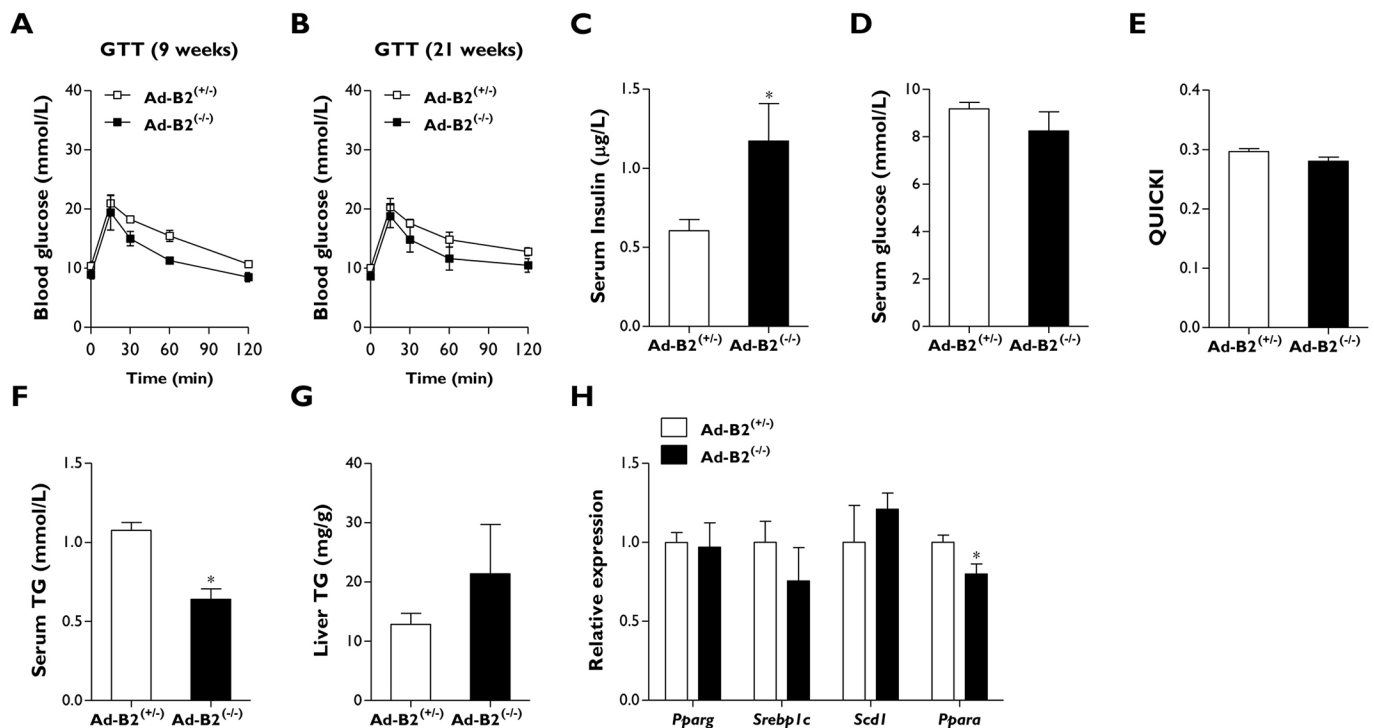 A
GTT (9 weeks)
Blood glucose (mmol/L)
40
30
20
10
0
Ad-B2(+/-)
Ad-B2(-/-)
0 30 60 90 120
Time (min)
B
GTT (21 weeks)
Blood glucose (mmol/L)
40
30
20
10
0
Ad-B2(+/-)
Ad-B2(-/-)
0 30 60 90 120
Time (min)
C
Serum Insulin (µg/L)
1.5
1.0
0.5
0.0
*
Ad-B2(+/-) Ad-B2(-/-)
D
Serum glucose (mmol/L)
10
8
6
4
2
0
Ad-B2(+/-) Ad-B2(-/-)
E
QUICKI
0.4
0.3
0.2
0.1
0.0
Ad-B2(+/-) Ad-B2(-/-)
F
Serum TG (mmol/L)
1.5
1.0
0.5
0.0
*
Ad-B2(+/-) Ad-B2(-/-)
G
Liver TG (mg/g)
40
30
20
10
0
Ad-B2(+/-) Ad-B2(-/-)
H
Ad-B2(+/-)
Ad-B2(-/-)
Relative expression
1.5
1.0
0.5
0.0
*
Pparg Srebp1c Scd1 Ppara